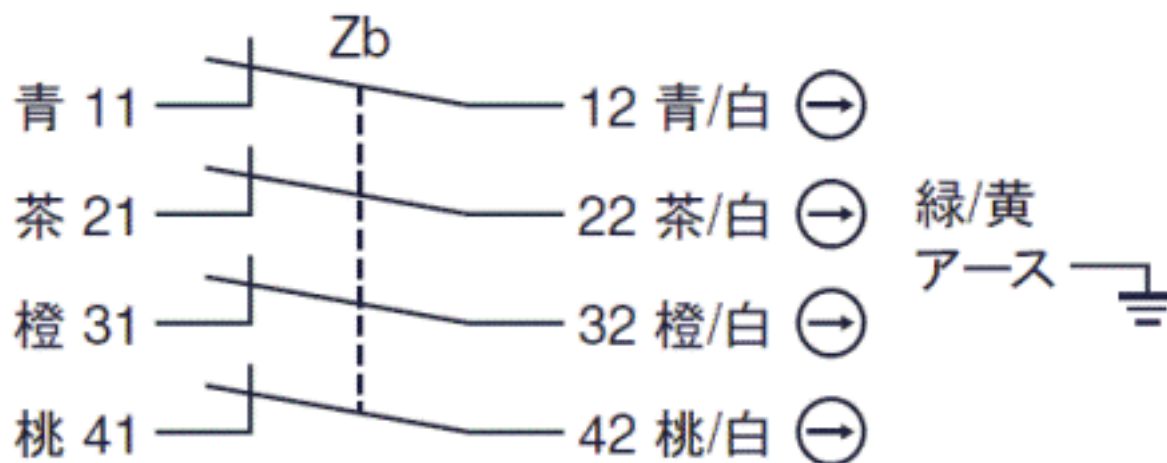 Zb
青 11 12 青/白
茶 21 22 茶/白
橙 31 32 橙/白
桃 41 42 桃/白
緑/黄
アース